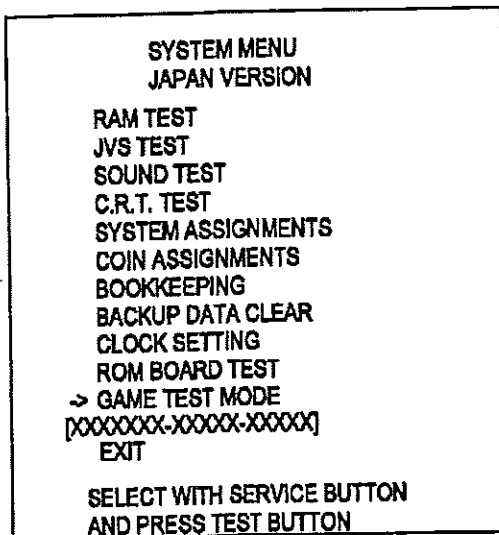 SYSTEM MENU
JAPAN VERSION
RAM TEST
JVS TEST
SOUND TEST
C.R.T. TEST
SYSTEM ASSIGNMENTS
COIN ASSIGNMENTS
BOOKKEEPING
BACKUP DATA CLEAR
CLOCK SETTING
ROM BOARD TEST
-> GAME TEST MODE
[XXXXXXX-XXXXX-XXXXX]
EXIT
SELECT WITH SERVICE BUTTON
AND PRESS TEST BUTTON